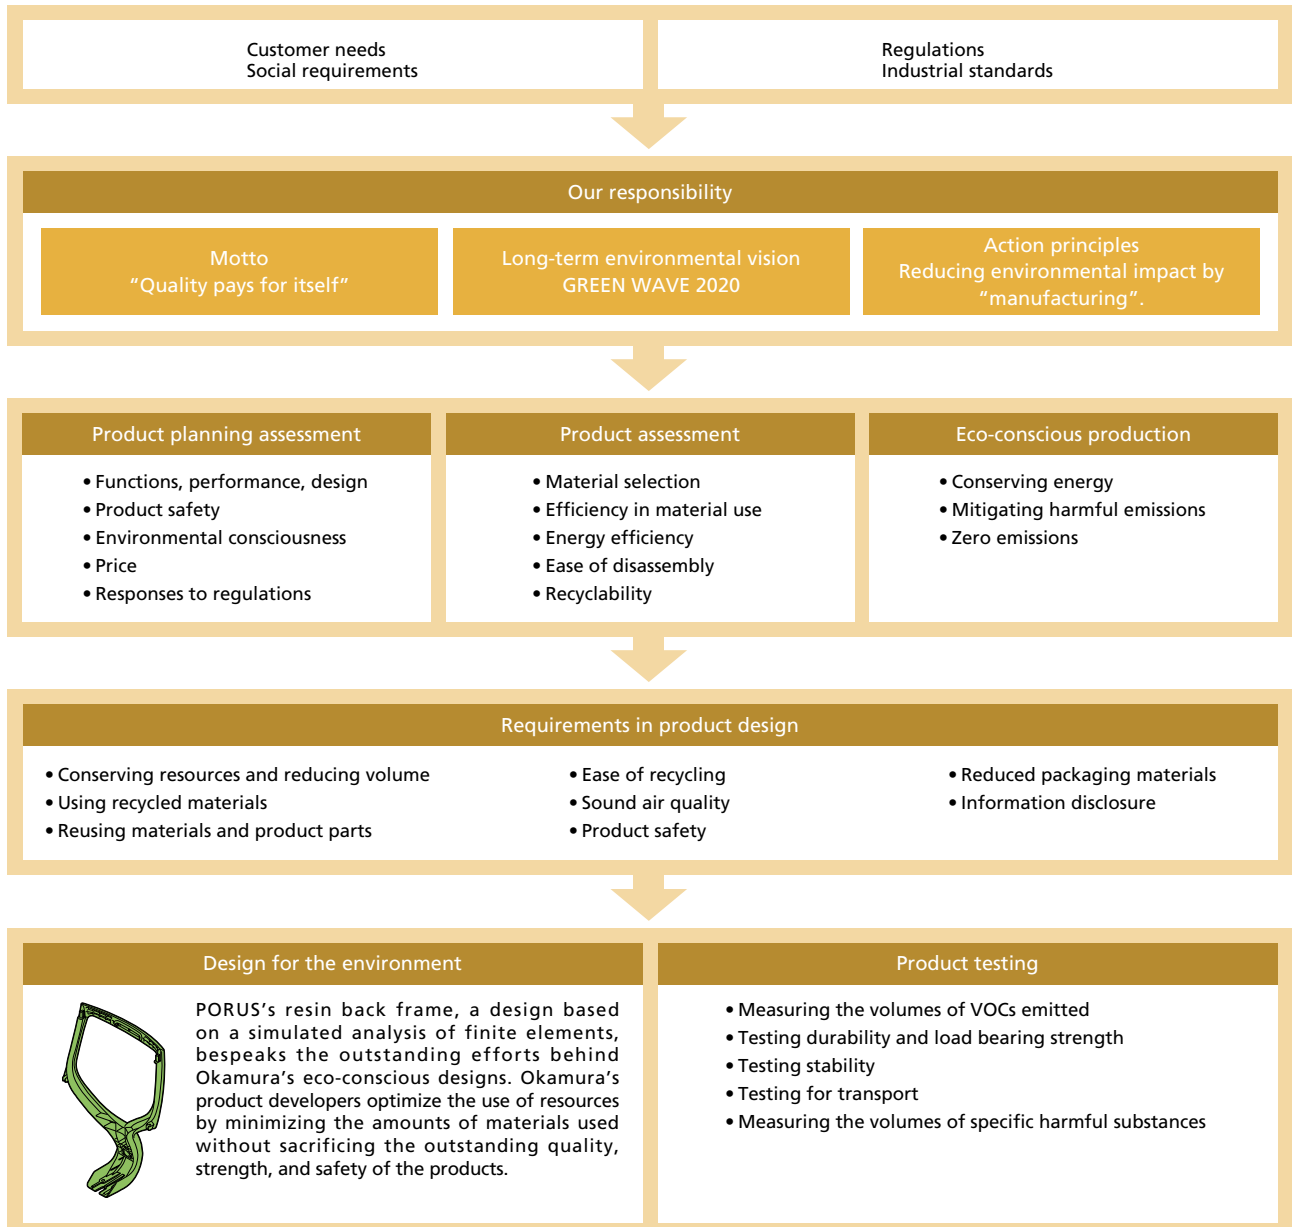 Customer needs
Social requirements
Regulations
Industrial standards
Our responsibility
Motto
“Quality pays for itself”
Long-term environmental vision
GREEN WAVE 2020
Action principles
Reducing environmental impact by
“manufacturing”.
Product planning assessment
• Functions, performance, design
• Product safety
• Environmental consciousness
• Price
• Responses to regulations
Product assessment
• Material selection
• Efficiency in material use
• Energy efficiency
• Ease of disassembly
• Recyclability
Eco-conscious production
• Conserving energy
• Mitigating harmful emissions
• Zero emissions
Requirements in product design
• Conserving resources and reducing volume
• Using recycled materials
• Reusing materials and product parts
• Ease of recycling
• Sound air quality
• Product safety
• Reduced packaging materials
• Information disclosure
Design for the environment
PORUS’s resin back frame, a design based
on a simulated analysis of finite elements,
bespeaks the outstanding efforts behind
Okamura’s eco-conscious designs. Okamura’s
product developers optimize the use of resources
by minimizing the amounts of materials used
without sacrificing the outstanding quality,
strength, and safety of the products.
Product testing
• Measuring the volumes of VOCs emitted
• Testing durability and load bearing strength
• Testing stability
• Testing for transport
• Measuring the volumes of specific harmful substances